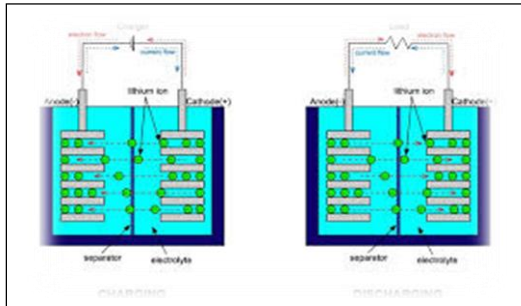 Charger
electron flow
current flow
Anode(-)
lithium ion
Cathode(+)
separator
electrolyte
CHARGING
Load
electron flow
current flow
Anode(-)
lithium ion
Cathode(
separator
electrolyte
DISCHARGING